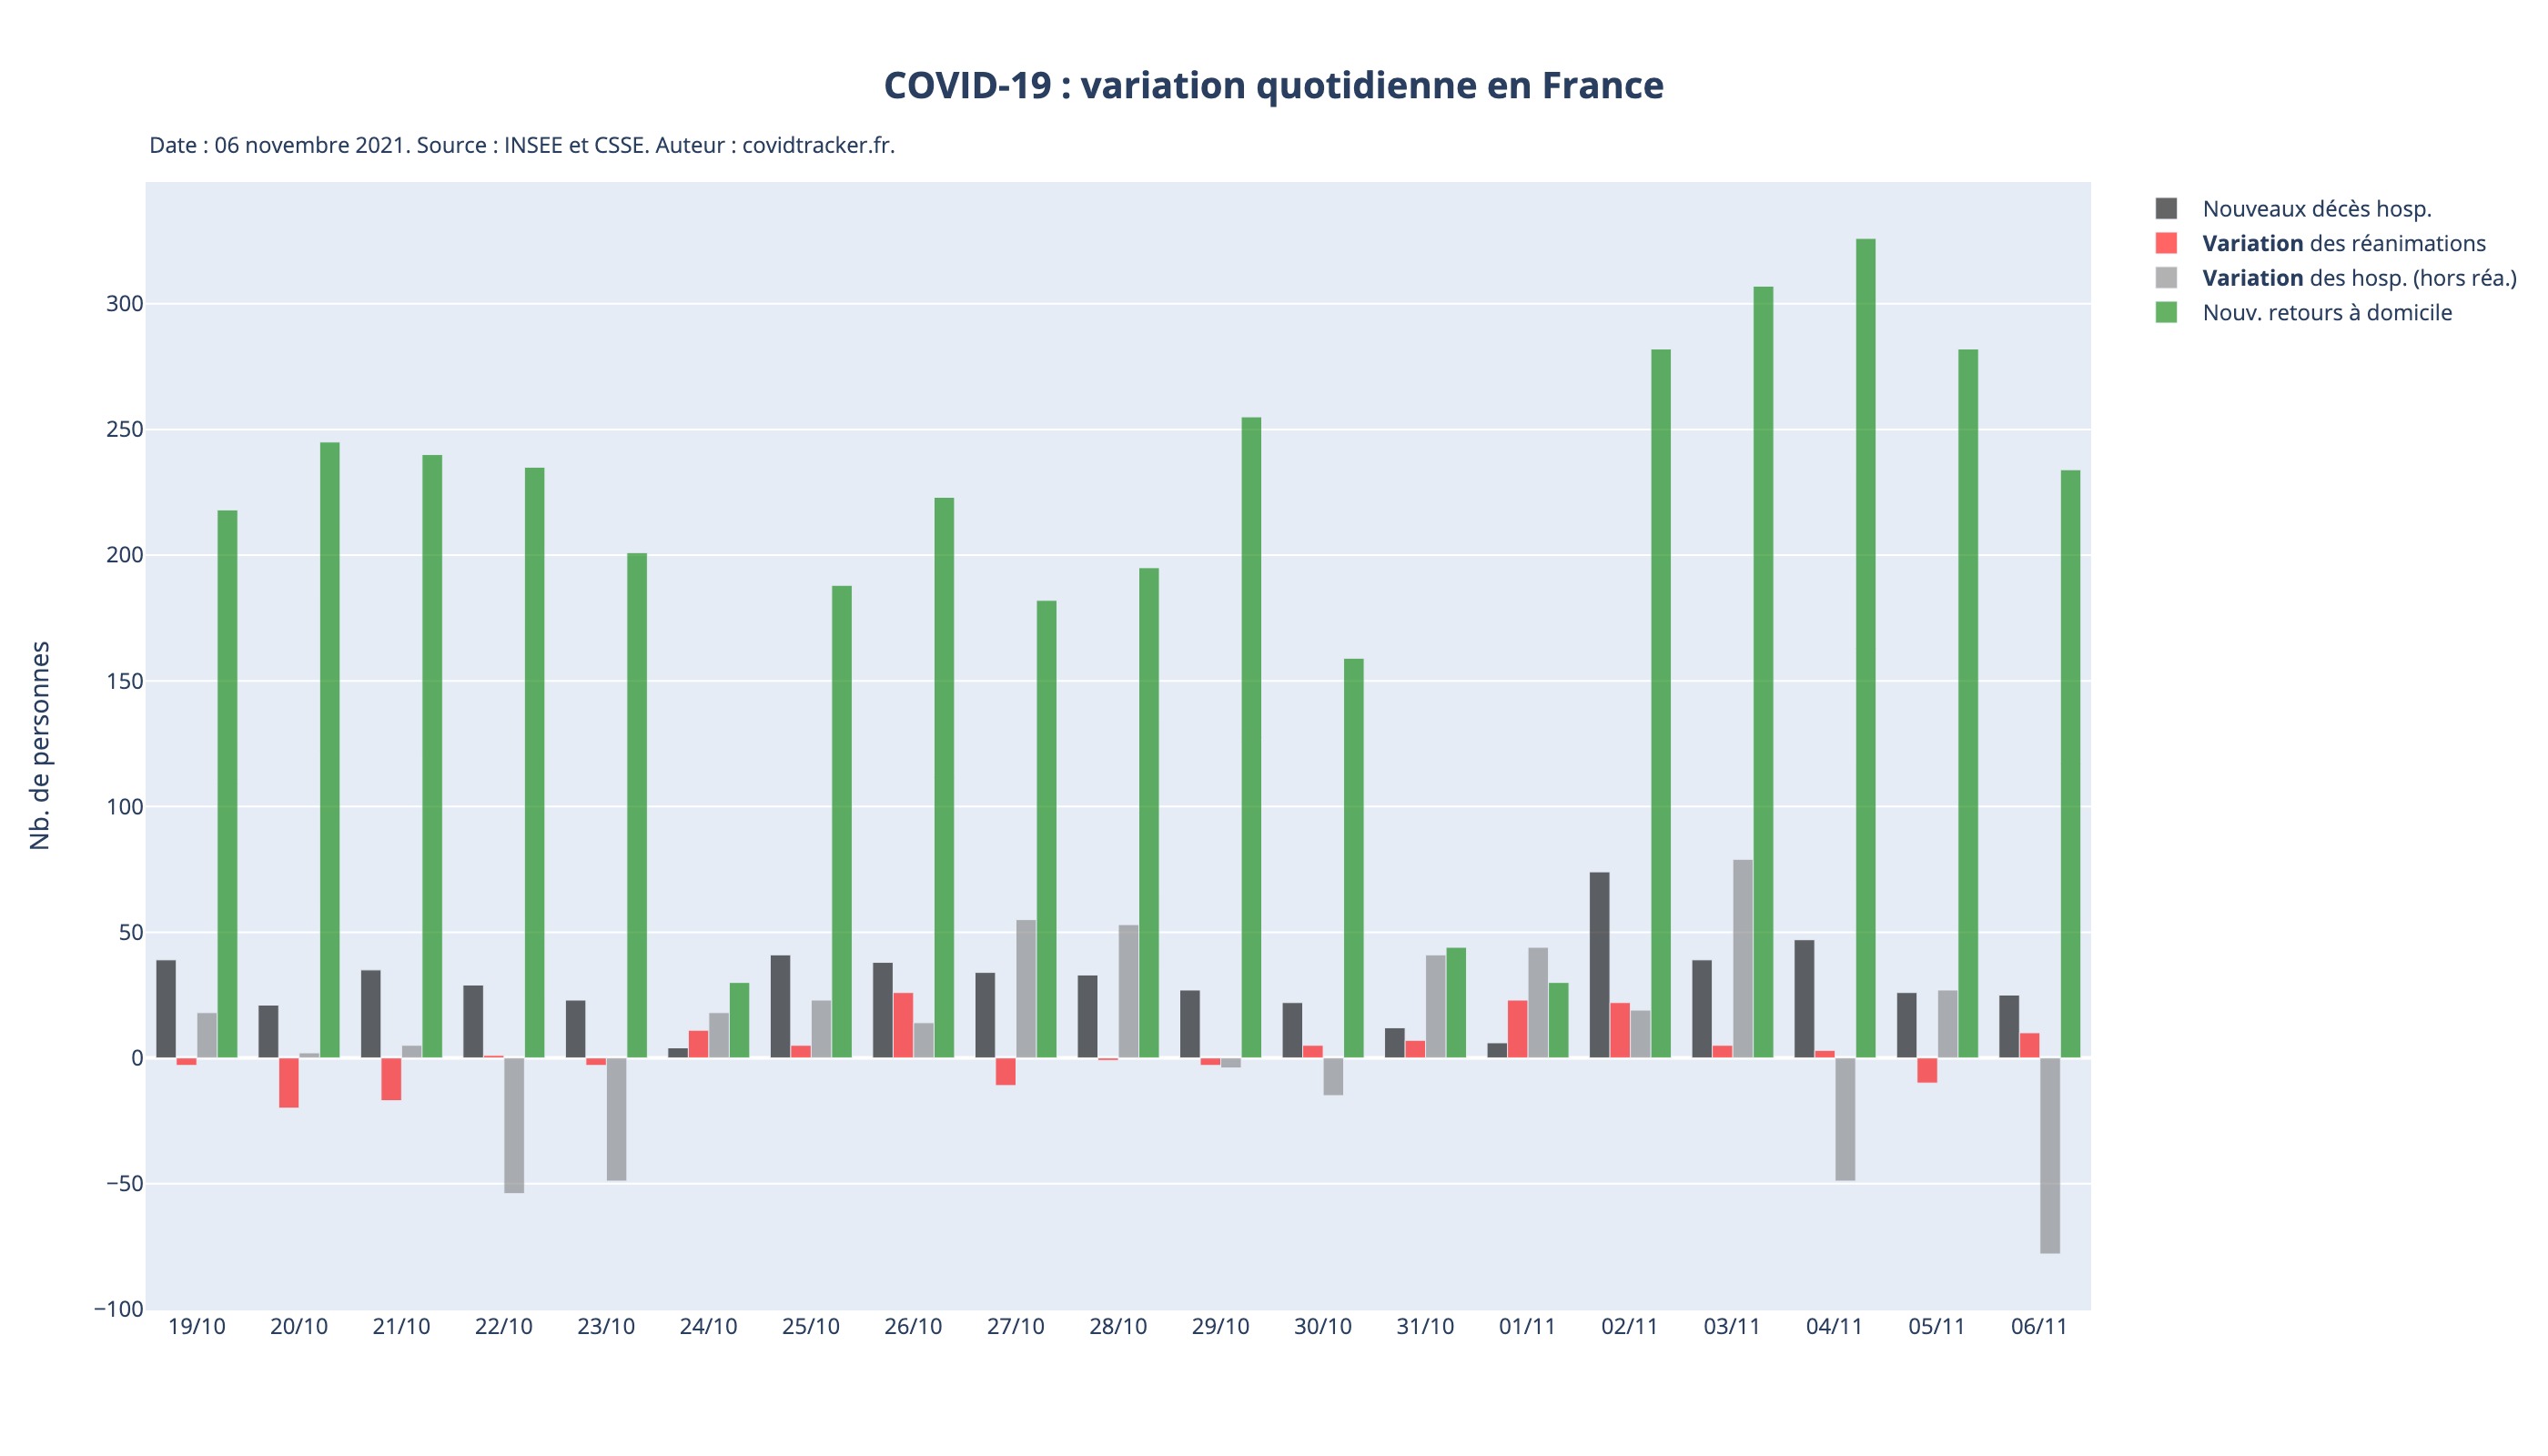 COVID-19 : variation quotidienne en France
Date : 06 novembre 2021. Source : INSEE et CSSE. Auteur : covidtracker.fr.
Nouveaux décès hosp.
Variation des réanimations
Variation des hosp. (hors réa.)
Nouv. retours à domicile
Nb. de personnes
300
250
200
150
100
50
0
−50
−100
19/10 20/10 21/10 22/10 23/10 24/10 25/10 26/10 27/10 28/10 29/10 30/10 31/10 01/11 02/11 03/11 04/11 05/11 06/11